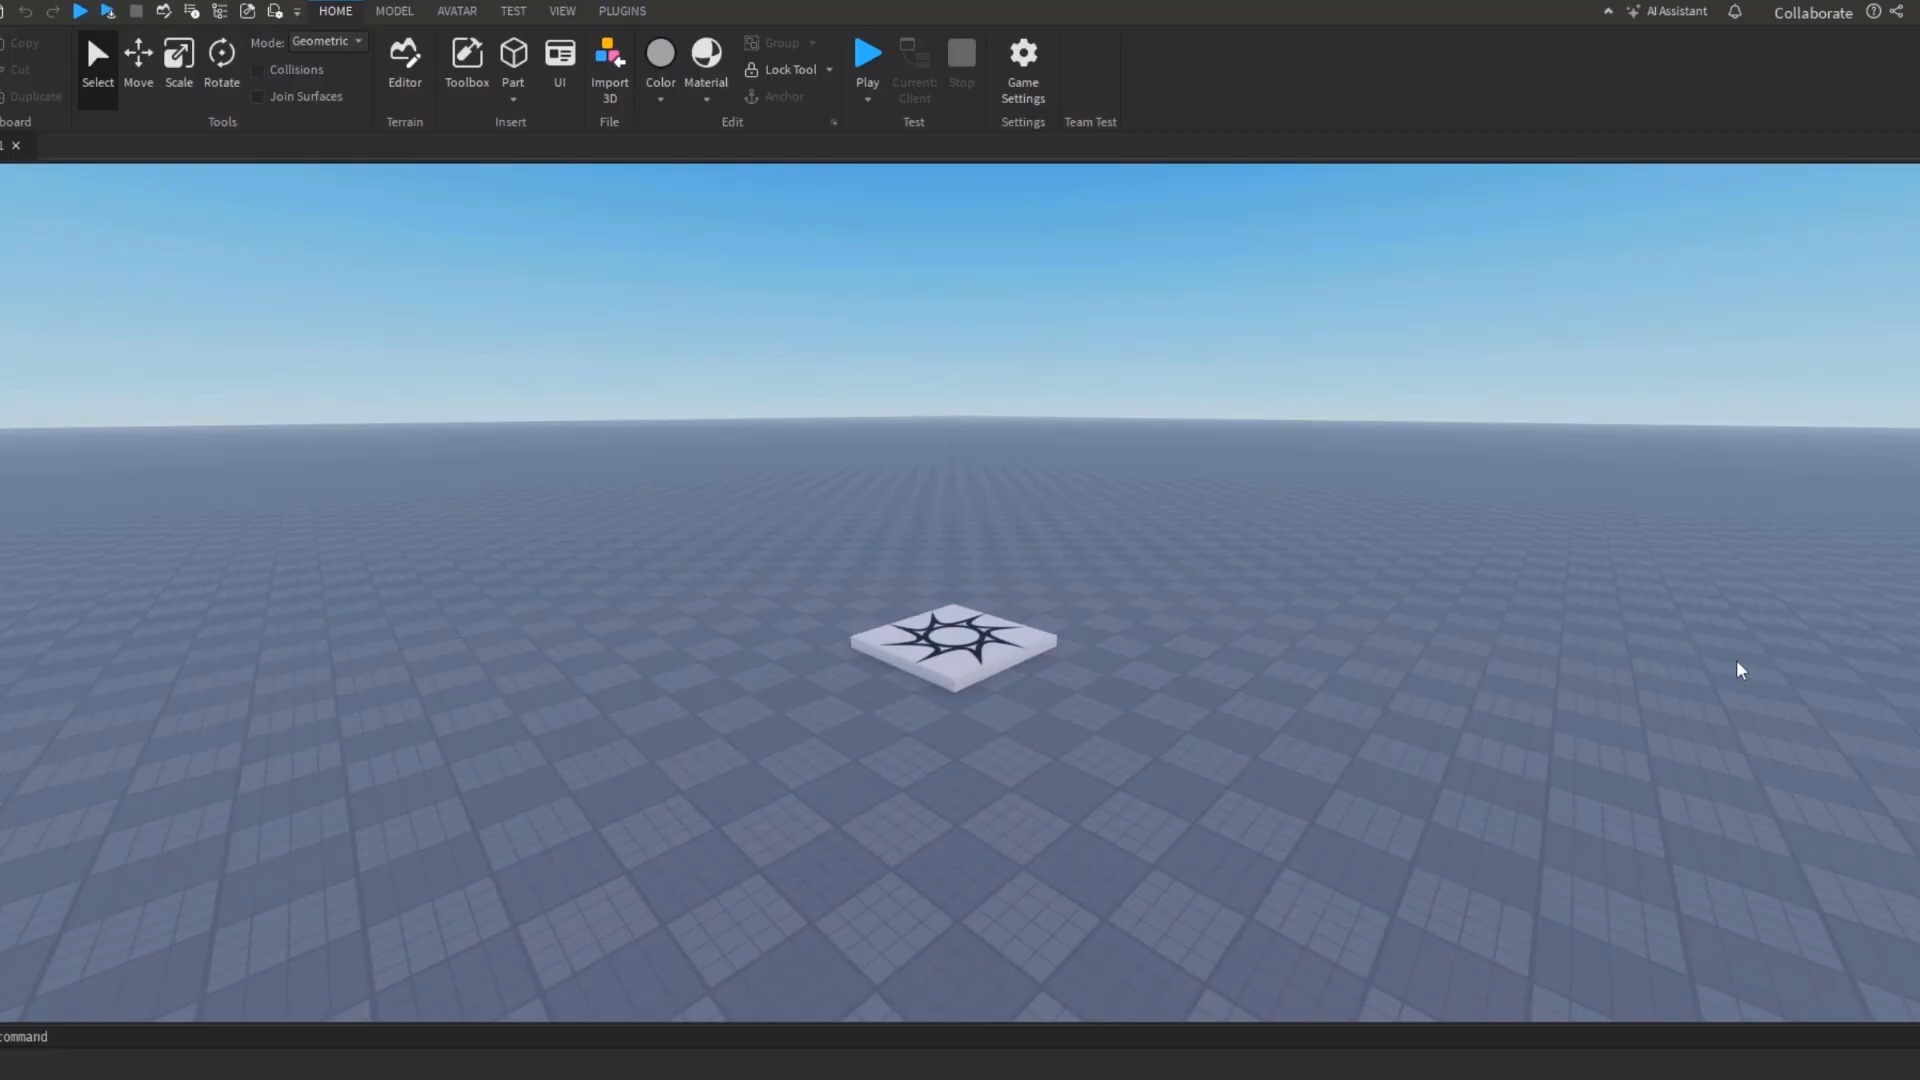 HOME MODEL AVATAR TEST VIEW PLUGINS AI Assistant Collaborate
Copy
Cut
Duplicate
board
Select Move Scale Rotate
Mode: Geometric
Collisions
Join Surfaces
Tools
Editor
Terrain
Toolbox Part UI
Insert
Import
3D
File
Color Material
Group
Lock Tool
Anchor
Edit
Play Current: Stop
Client
Test
Game
Settings
Settings
Team Test
1 ×
command